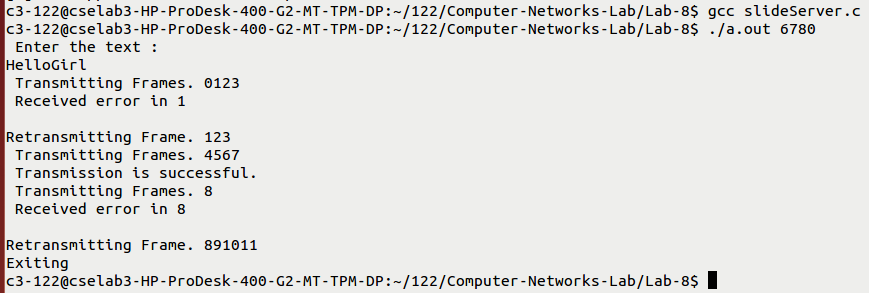 c3-122@cselab3-HP-ProDesk-400-G2-MT-TPM-DP:~/122/Computer-Networks-Lab/Lab-8$ gcc slideServer.c
c3-122@cselab3-HP-ProDesk-400-G2-MT-TPM-DP:~/122/Computer-Networks-Lab/Lab-8$ ./a.out 6780
Enter the text :
HelloGirl
Transmitting Frames. 0123
Received error in 1
Retransmitting Frame. 123
Transmitting Frames. 4567
Transmission is successful.
Transmitting Frames. 8
Received error in 8
Retransmitting Frame. 891011
Exiting
c3-122@cselab3-HP-ProDesk-400-G2-MT-TPM-DP:~/122/Computer-Networks-Lab/Lab-8$